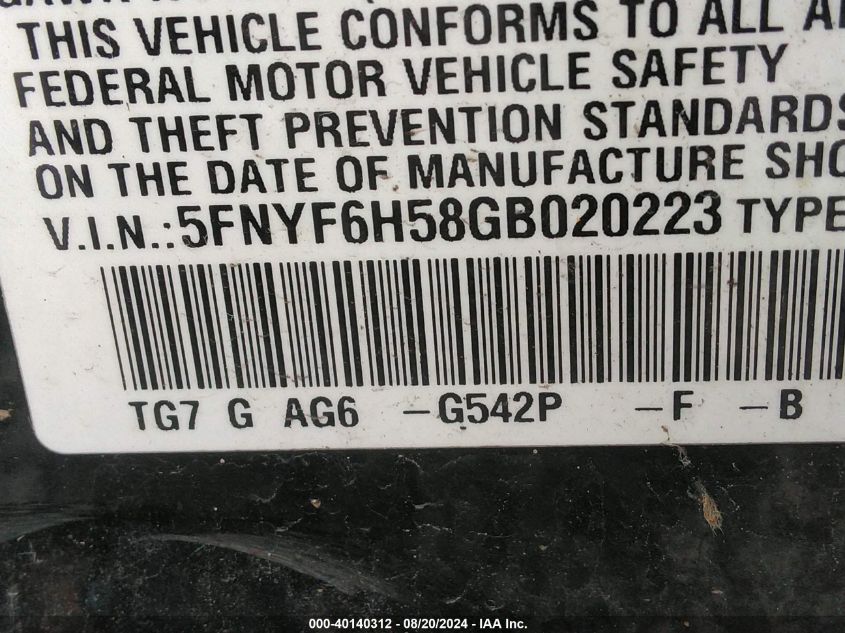 THIS VEHICLE CONFORMS TO ALL
FEDERAL MOTOR VEHICLE SAFETY
AND THEFT PREVENTION STANDARDS
ON THE DATE OF MANUFACTURE SHO
V.I.N.:5FNYF6H58GB020223 TYPE
TG7 G AG6 -G542P -F -B
000-40140312 - 08/20/2024 - IAA Inc.